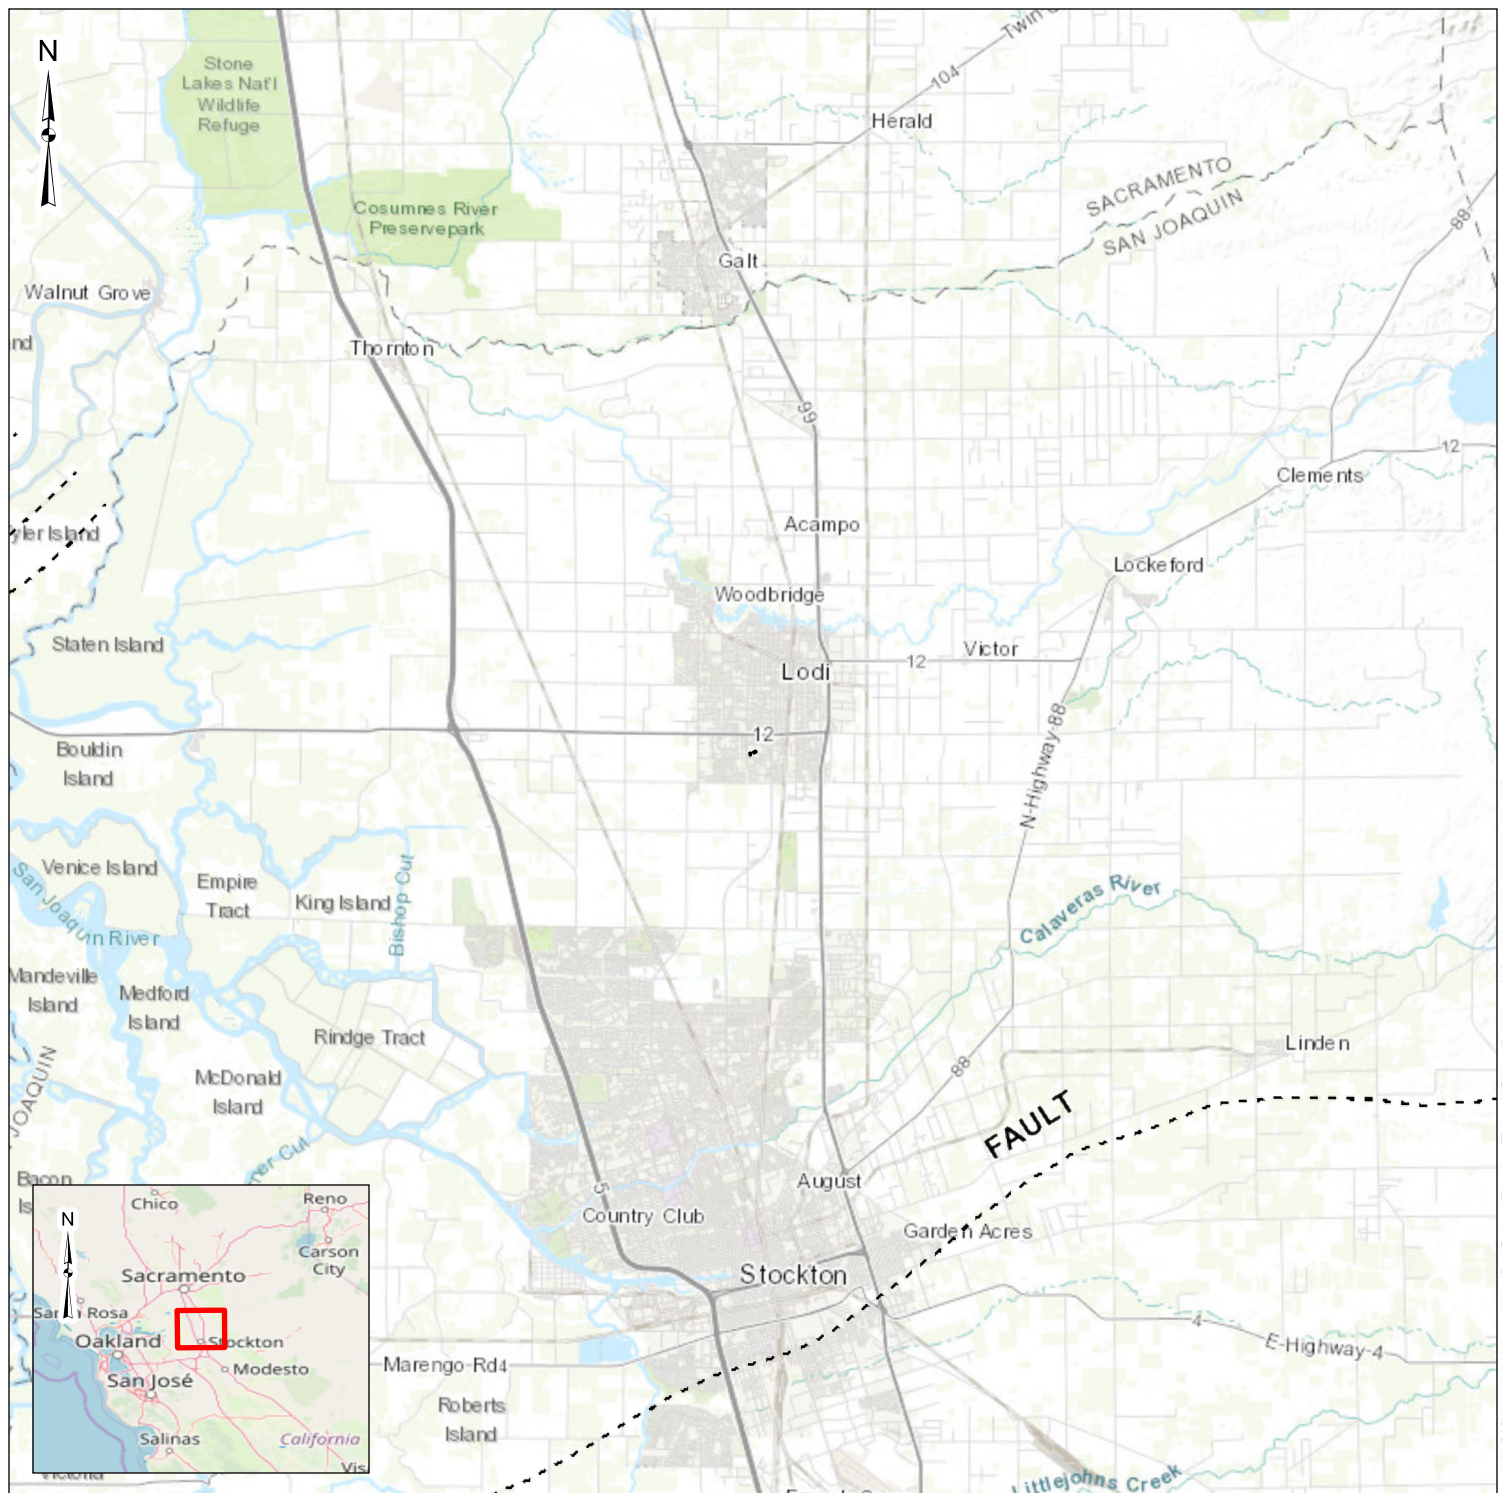 N
Stone
Lakes Nat'l
Wildlife
Refuge
104
Herald
Cosumnes River
Preservepark
SACRAMENTO
SAN JOAQUIN
88
Galt
Walnut Grove
Thornton
99
12
Clements
Acampo
Lockeford
Woodbridge
Staten Island
Victor
12
Lodi
N-Highway-88
12
Bouldin
Island
Venice Island
San Joaquin River
Empire
Tract
King Island
Bishop Cut
Calaveras River
Mandeville
Island
Medford
Island
Rindge Tract
Linden
JOAQUIN
McDonald
Island
88
FAULT
Bacon
5
August
Country Club
Garden Acres
Stockton
4
E-Highway-4
Marengo-Rd4
Roberts
Island
Littlejohns Creek
N
Chico
Reno
Carson
City
Sacramento
Oakland
Stockton
Modesto
San José
Salinas
California